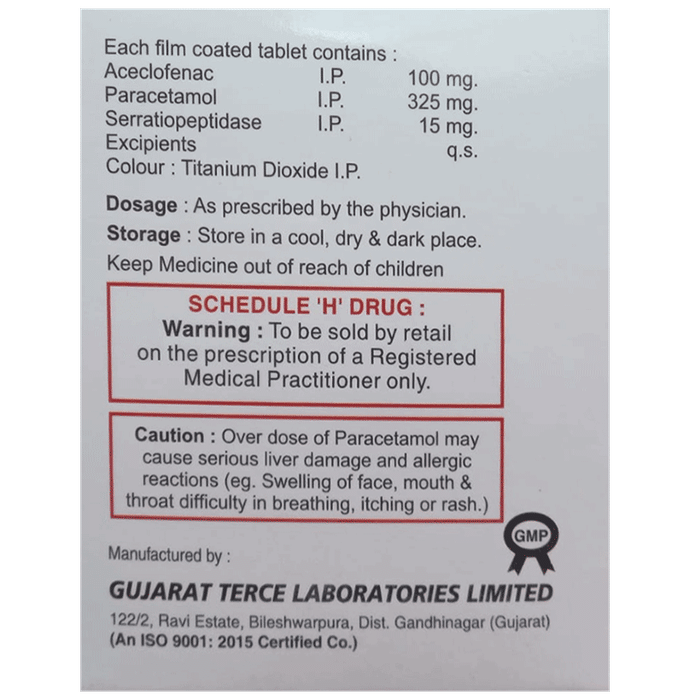 Each film coated tablet contains :
Aceclofenac I.P. 100 mg.
Paracetamol I.P. 325 mg.
Serratiopeptidase I.P. 15 mg.
Excipients q.s.
Colour : Titanium Dioxide I.P.
Dosage : As prescribed by the physician.
Storage : Store in a cool, dry & dark place.
Keep Medicine out of reach of children
SCHEDULE 'H' DRUG :
Warning : To be sold by retail
on the prescription of a Registered
Medical Practitioner only.
Caution : Over dose of Paracetamol may
cause serious liver damage and allergic
reactions (eg. Swelling of face, mouth &
throat difficulty in breathing, itching or rash.)
GMP
Manufactured by :
GUJARAT TERCE LABORATORIES LIMITED
122/2, Ravi Estate, Bileshwarpura, Dist. Gandhinagar (Gujarat)
(An ISO 9001: 2015 Certified Co.)